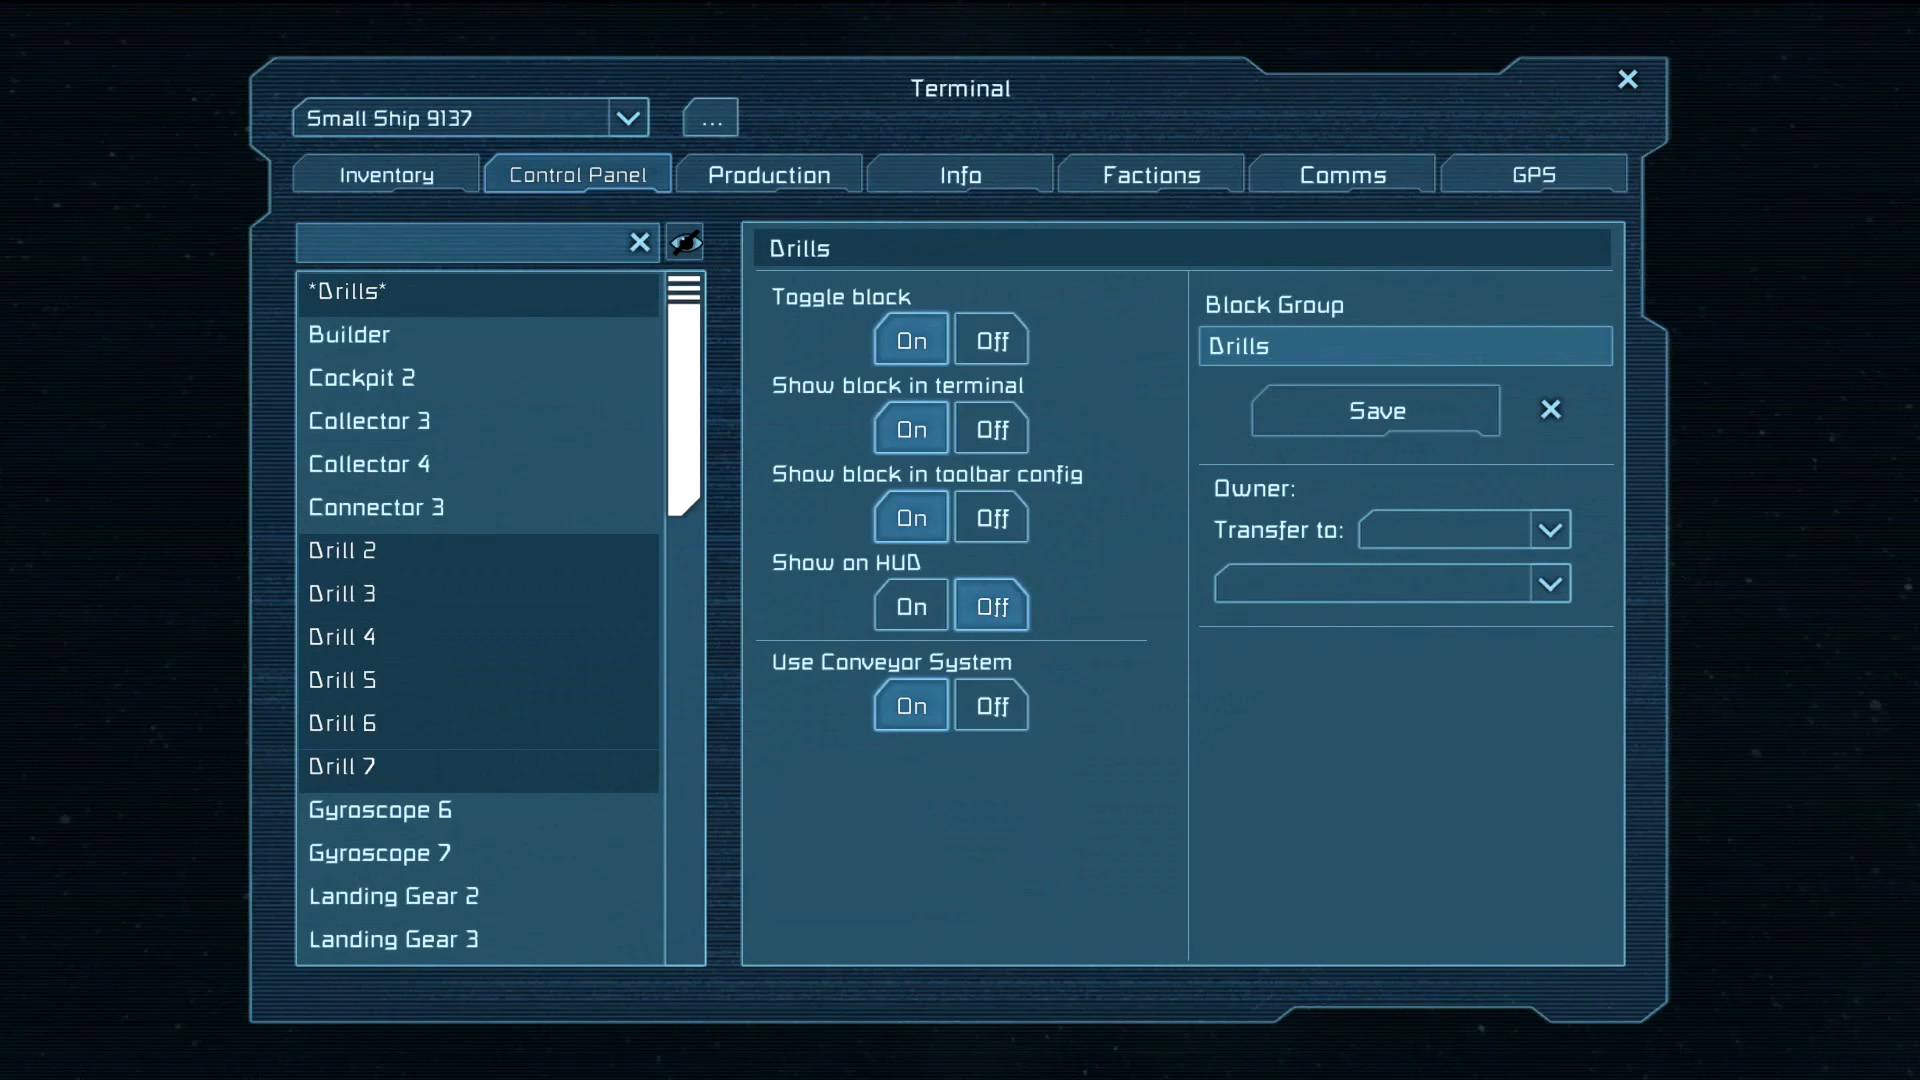 Terminal
Small Ship 9137
...
Inventory
Control Panel
Production
Info
Factions
Comms
GPS
*Drills*
Builder
Cockpit 2
Collector 3
Collector 4
Connector 3
Drill 2
Drill 3
Drill 4
Drill 5
Drill 6
Drill 7
Gyroscope 6
Gyroscope 7
Landing Gear 2
Landing Gear 3
Drills
Toggle block
On Off
Show block in terminal
On Off
Show block in toolbar config
On Off
Show on HUD
On Off
Use Conveyor System
On Off
Block Group
Drills
Save
Owner:
Transfer to: